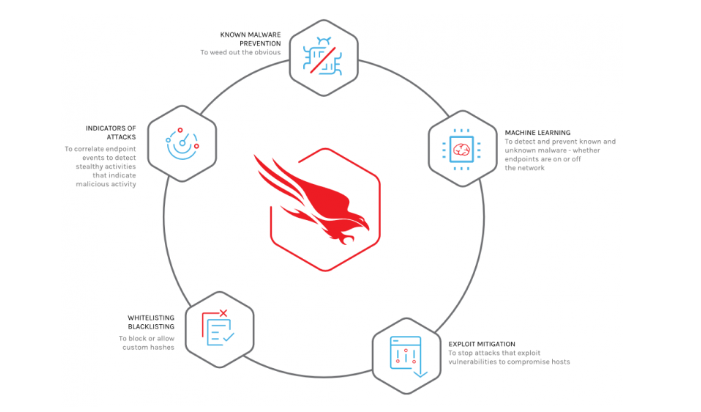 KNOWN MALWARE
PREVENTION
To weed out the obvious
INDICATORS OF
ATTACKS
To correlate endpoint
events to detect
stealthy activities
that indicate
malicious activity
MACHINE LEARNING
To detect and prevent known and
unknown malware - whether
endpoints are on or off
the network
WHITELISTING
BLACKLISTING
To block or allow
custom hashes
EXPLOIT MITIGATION
To stop attacks that exploit
vulnerabilities to compromise hosts